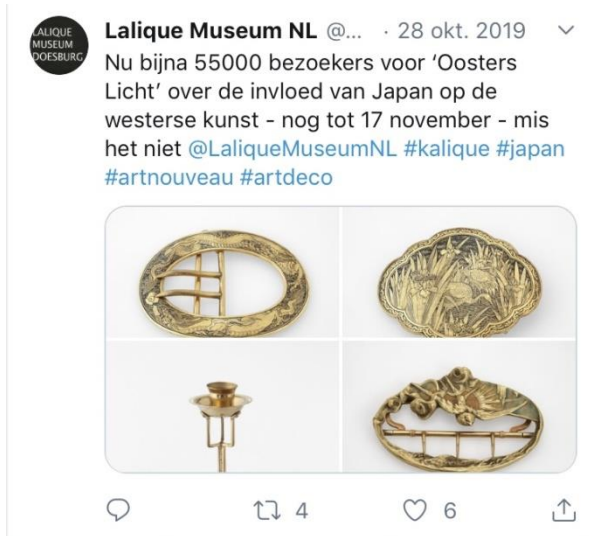 LALIQUE
MUSEUM
DOESBURG
Lalique Museum NL @... · 28 okt. 2019
Nu bijna 55000 bezoekers voor ‘Oosters
Licht’ over de invloed van Japan op de
westerse kunst - nog tot 17 november - mis
het niet @LaliqueMuseumNL #kalique #japan
#artnouveau #artdeco
4 6